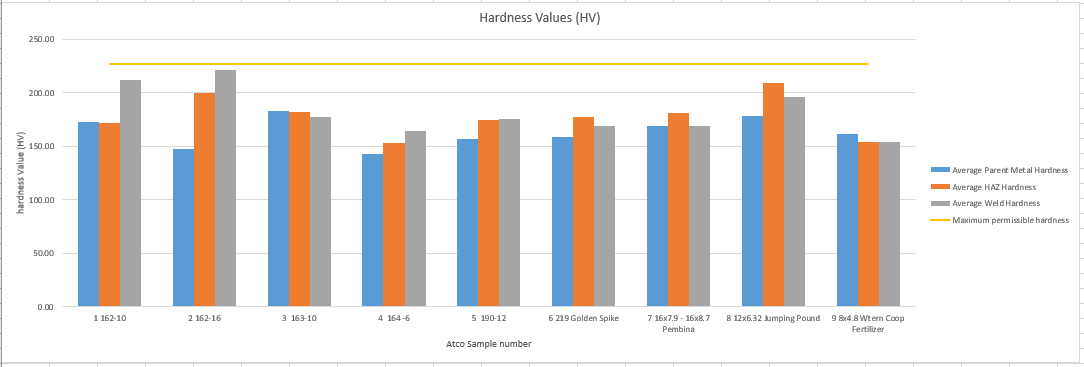 Hardness Values (HV)
250.00
200.00
150.00
100.00
50.00
0.00
hardness Value (HV)
1 162-10
2 162-16
3 163-10
4 164-6
5 190-12
6 219 Golden Spike
7 16x7.9 - 16x8.7
Pembina
8 12x6.32 Jumping Pound
9 8x4.8 Wtern Coop
Fertilizer
Atco Sample number
Average Parent Metal Hardness
Average HAZ Hardness
Average Weld Hardness
Maximum permissible hardness